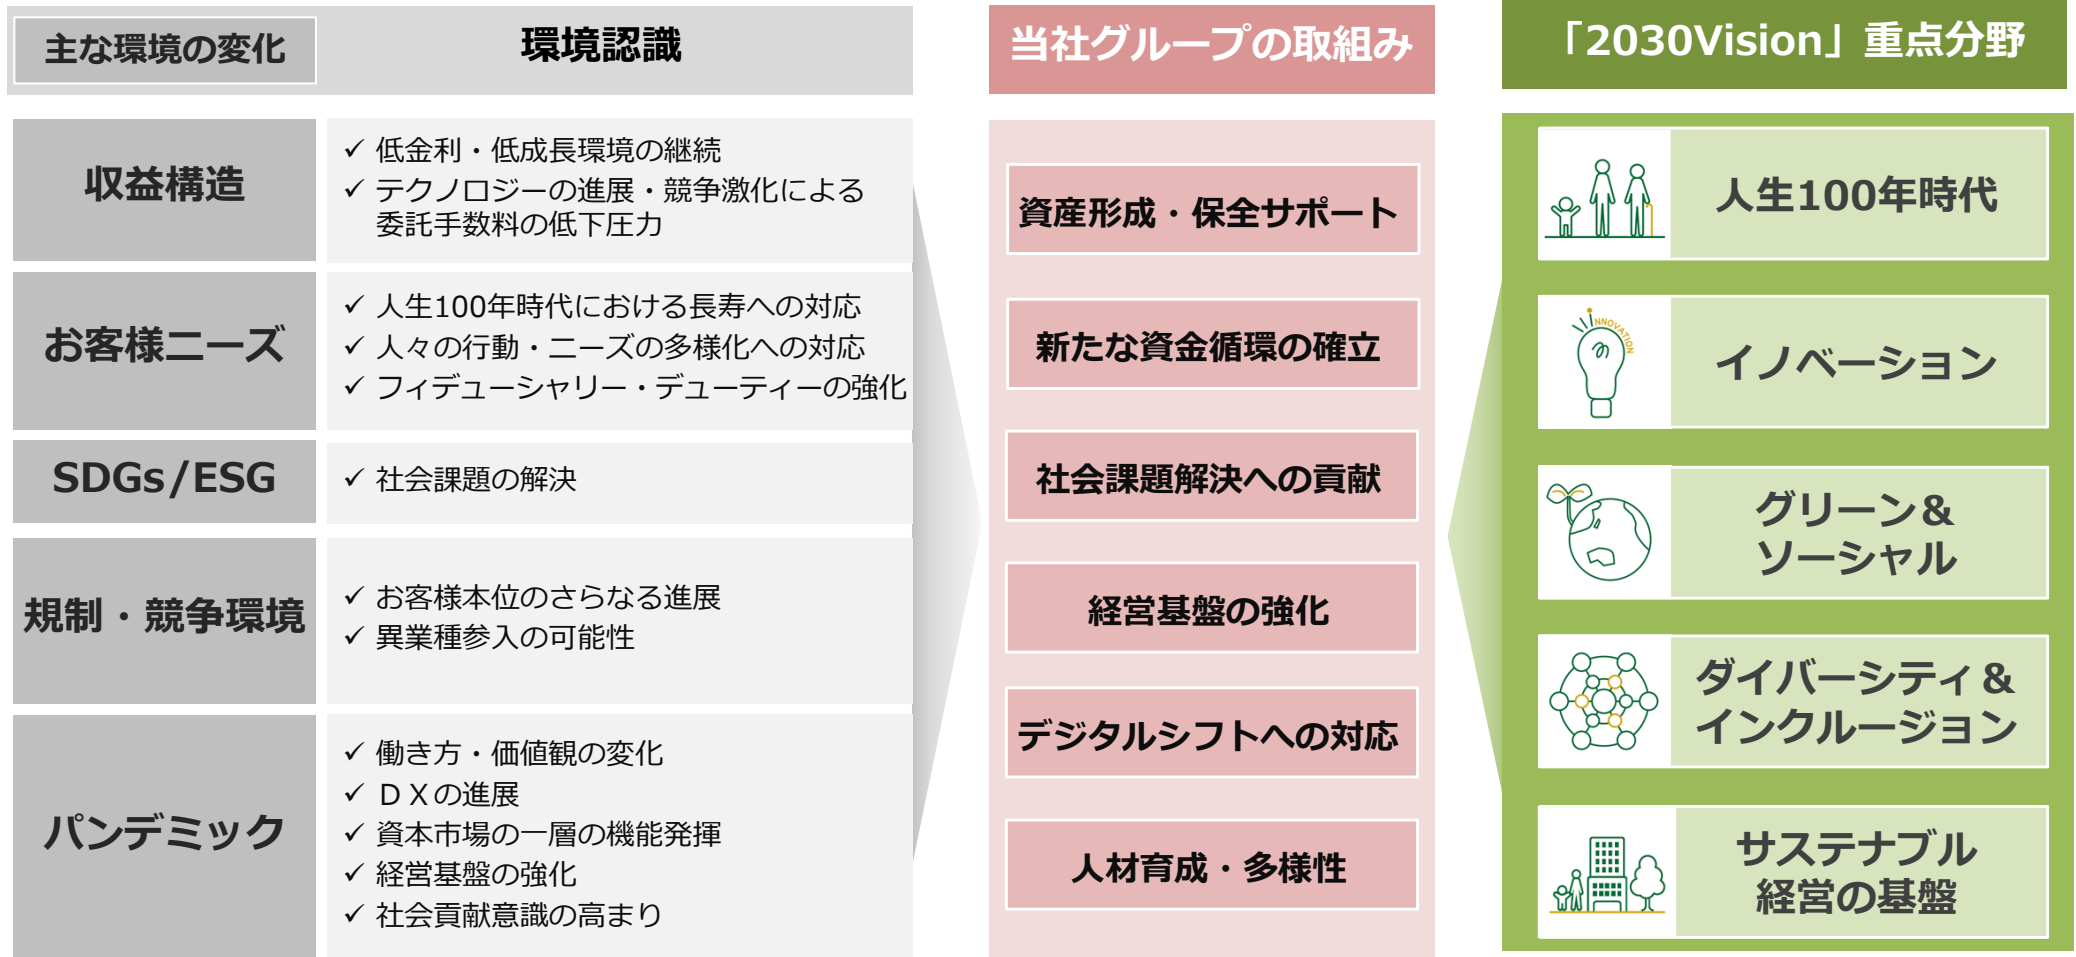 主な環境の変化
環境認識
収益構造
✓ 低金利・低成長環境の継続
✓ テクノロジーの進展・競争激化による
委託手数料の低下圧力
お客様ニーズ
✓ 人生100年時代における長寿への対応
✓ 人々の行動・ニーズの多様化への対応
✓ フィデューシャリー・デューティーの強化
SDGs/ESG
✓ 社会課題の解決
規制・競争環境
✓ お客様本位のさらなる進展
✓ 異業種参入の可能性
パンデミック
✓ 働き方・価値観の変化
✓ ＤＸの進展
✓ 資本市場の一層の機能発揮
✓ 経営基盤の強化
✓ 社会貢献意識の高まり
当社グループの取組み
資産形成・保全サポート
新たな資金循環の確立
社会課題解決への貢献
経営基盤の強化
デジタルシフトへの対応
人材育成・多様性
「2030Vision」重点分野
人生100年時代
INNOVATION
イノベーション
グリーン＆
ソーシャル
ダイバーシティ＆
インクルージョン
サステナブル
経営の基盤